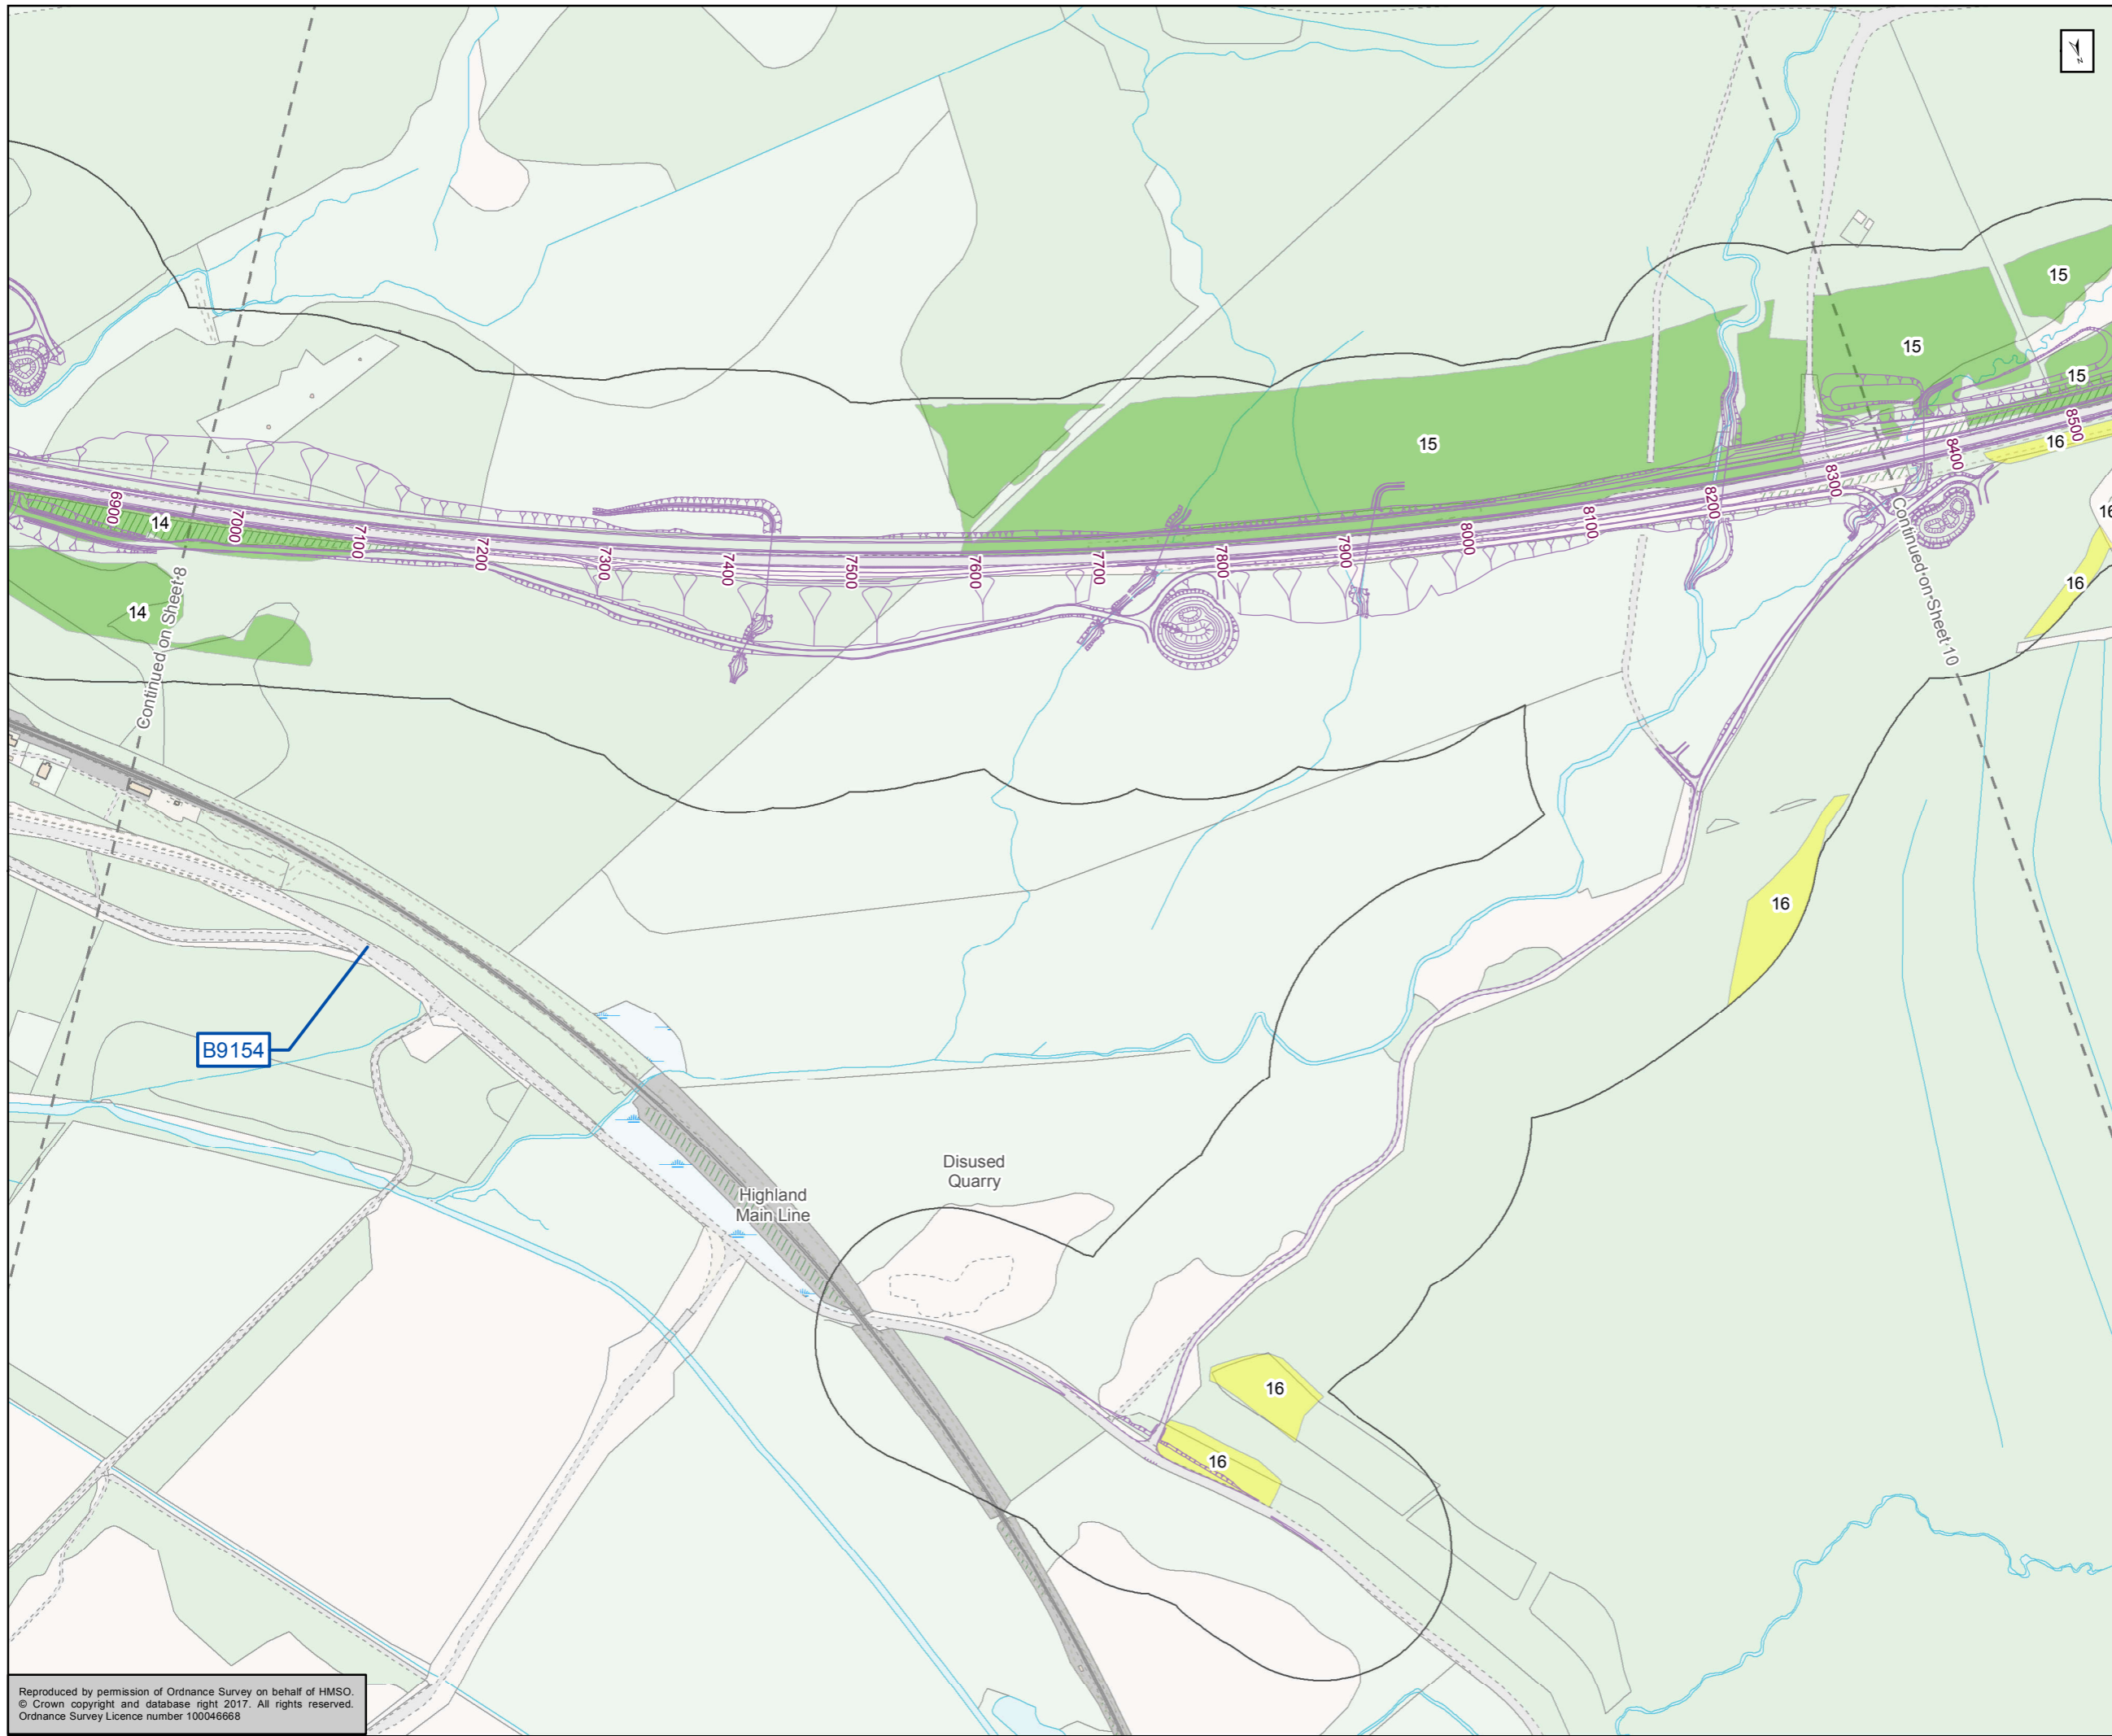 z
15
15
15
16
16
16
15
14
14
6900
7000
7100
7200
7300
7400
7500
7600
7700
7800
7900
8000
8100
8200
8300
8400
8500
Continued on Sheet 8
Continued on Sheet 10
16
B9154
Disused
Quarry
Highland
Main Line
16
16
Reproduced by permission of Ordnance Survey on behalf of HMSO.
© Crown copyright and database right 2017. All rights reserved.
Ordnance Survey Licence number 100046668